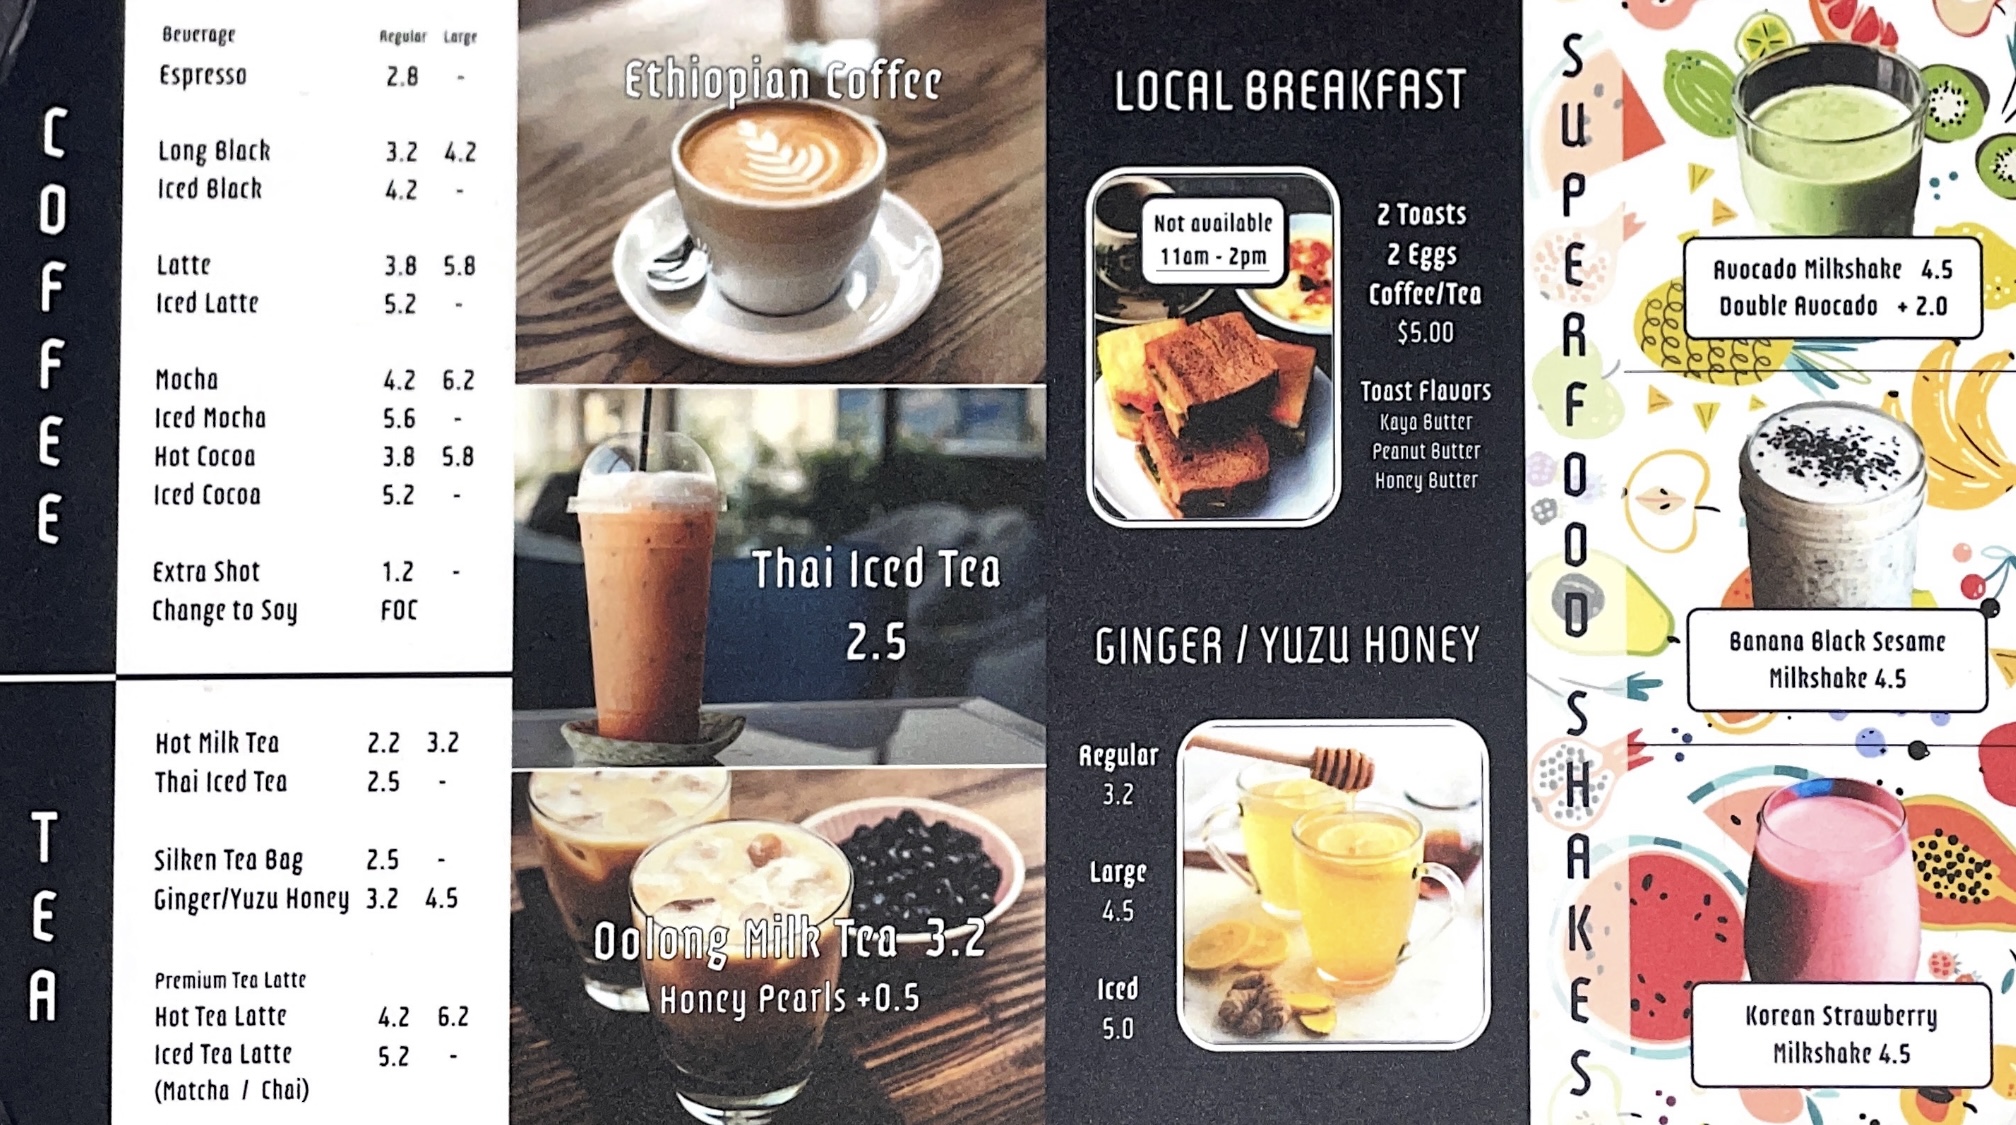 COFFEE
Beverage Regular Large
Espresso 2.8 -
Long Black 3.2 4.2
Iced Black 4.2 -
Latte 3.8 5.8
Iced Latte 5.2 -
Mocha 4.2 6.2
Iced Mocha 5.6 -
Hot Cocoa 3.8 5.8
Iced Cocoa 5.2 -
Extra Shot 1.2 -
Change to Soy FOC
TEA
Hot Milk Tea 2.2 3.2
Thai Iced Tea 2.5 -
Silken Tea Bag 2.5 -
Ginger/Yuzu Honey 3.2 4.5
Premium Tea Latte
Hot Tea Latte 4.2 6.2
Iced Tea Latte 5.2 -
(Matcha / Chai)
Ethiopian Coffee
Thai Iced Tea
2.5
Oolong Milk Tea 3.2
Honey Pearls +0.5
LOCAL BREAKFAST
Not available
11am - 2pm
2 Toasts
2 Eggs
Coffee/Tea
$5.00
Toast Flavors
Kaya Butter
Peanut Butter
Honey Butter
GINGER / YUZU HONEY
Regular
3.2
Large
4.5
Iced
5.0
SUPERFOOD SHAKES
Avocado Milkshake 4.5
Double Avocado + 2.0
Banana Black Sesame
Milkshake 4.5
Korean Strawberry
Milkshake 4.5